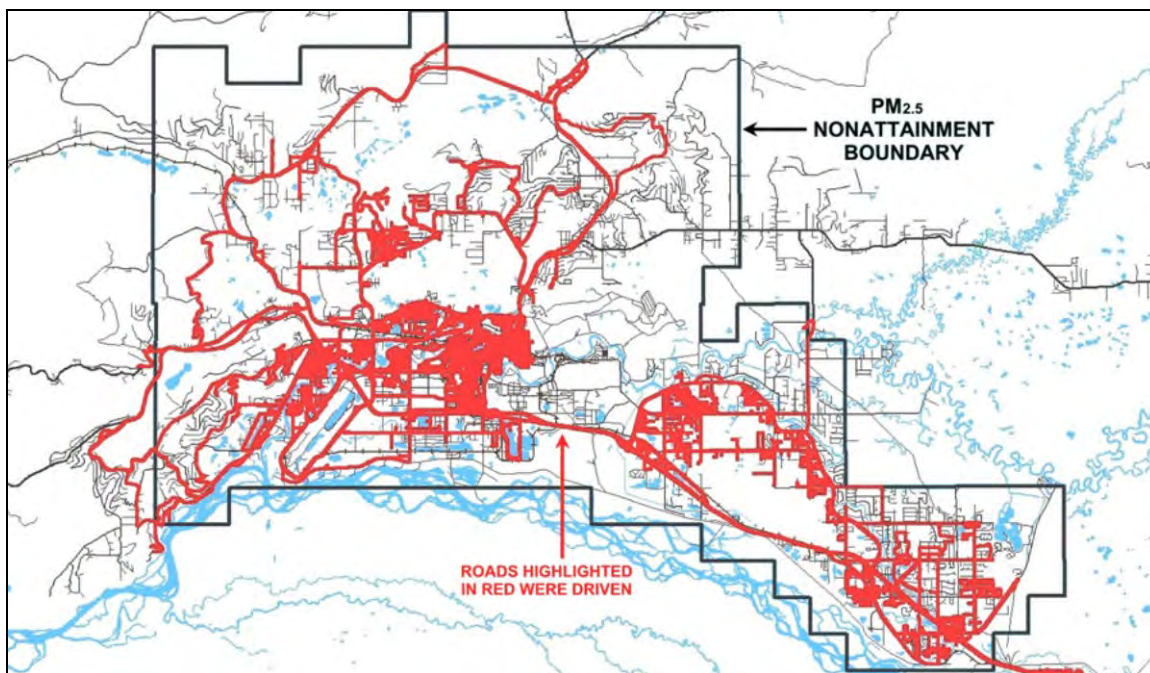 PM2.5
NONATTAINMENT
BOUNDARY
ROADS HIGHLIGHTED
IN RED WERE DRIVEN